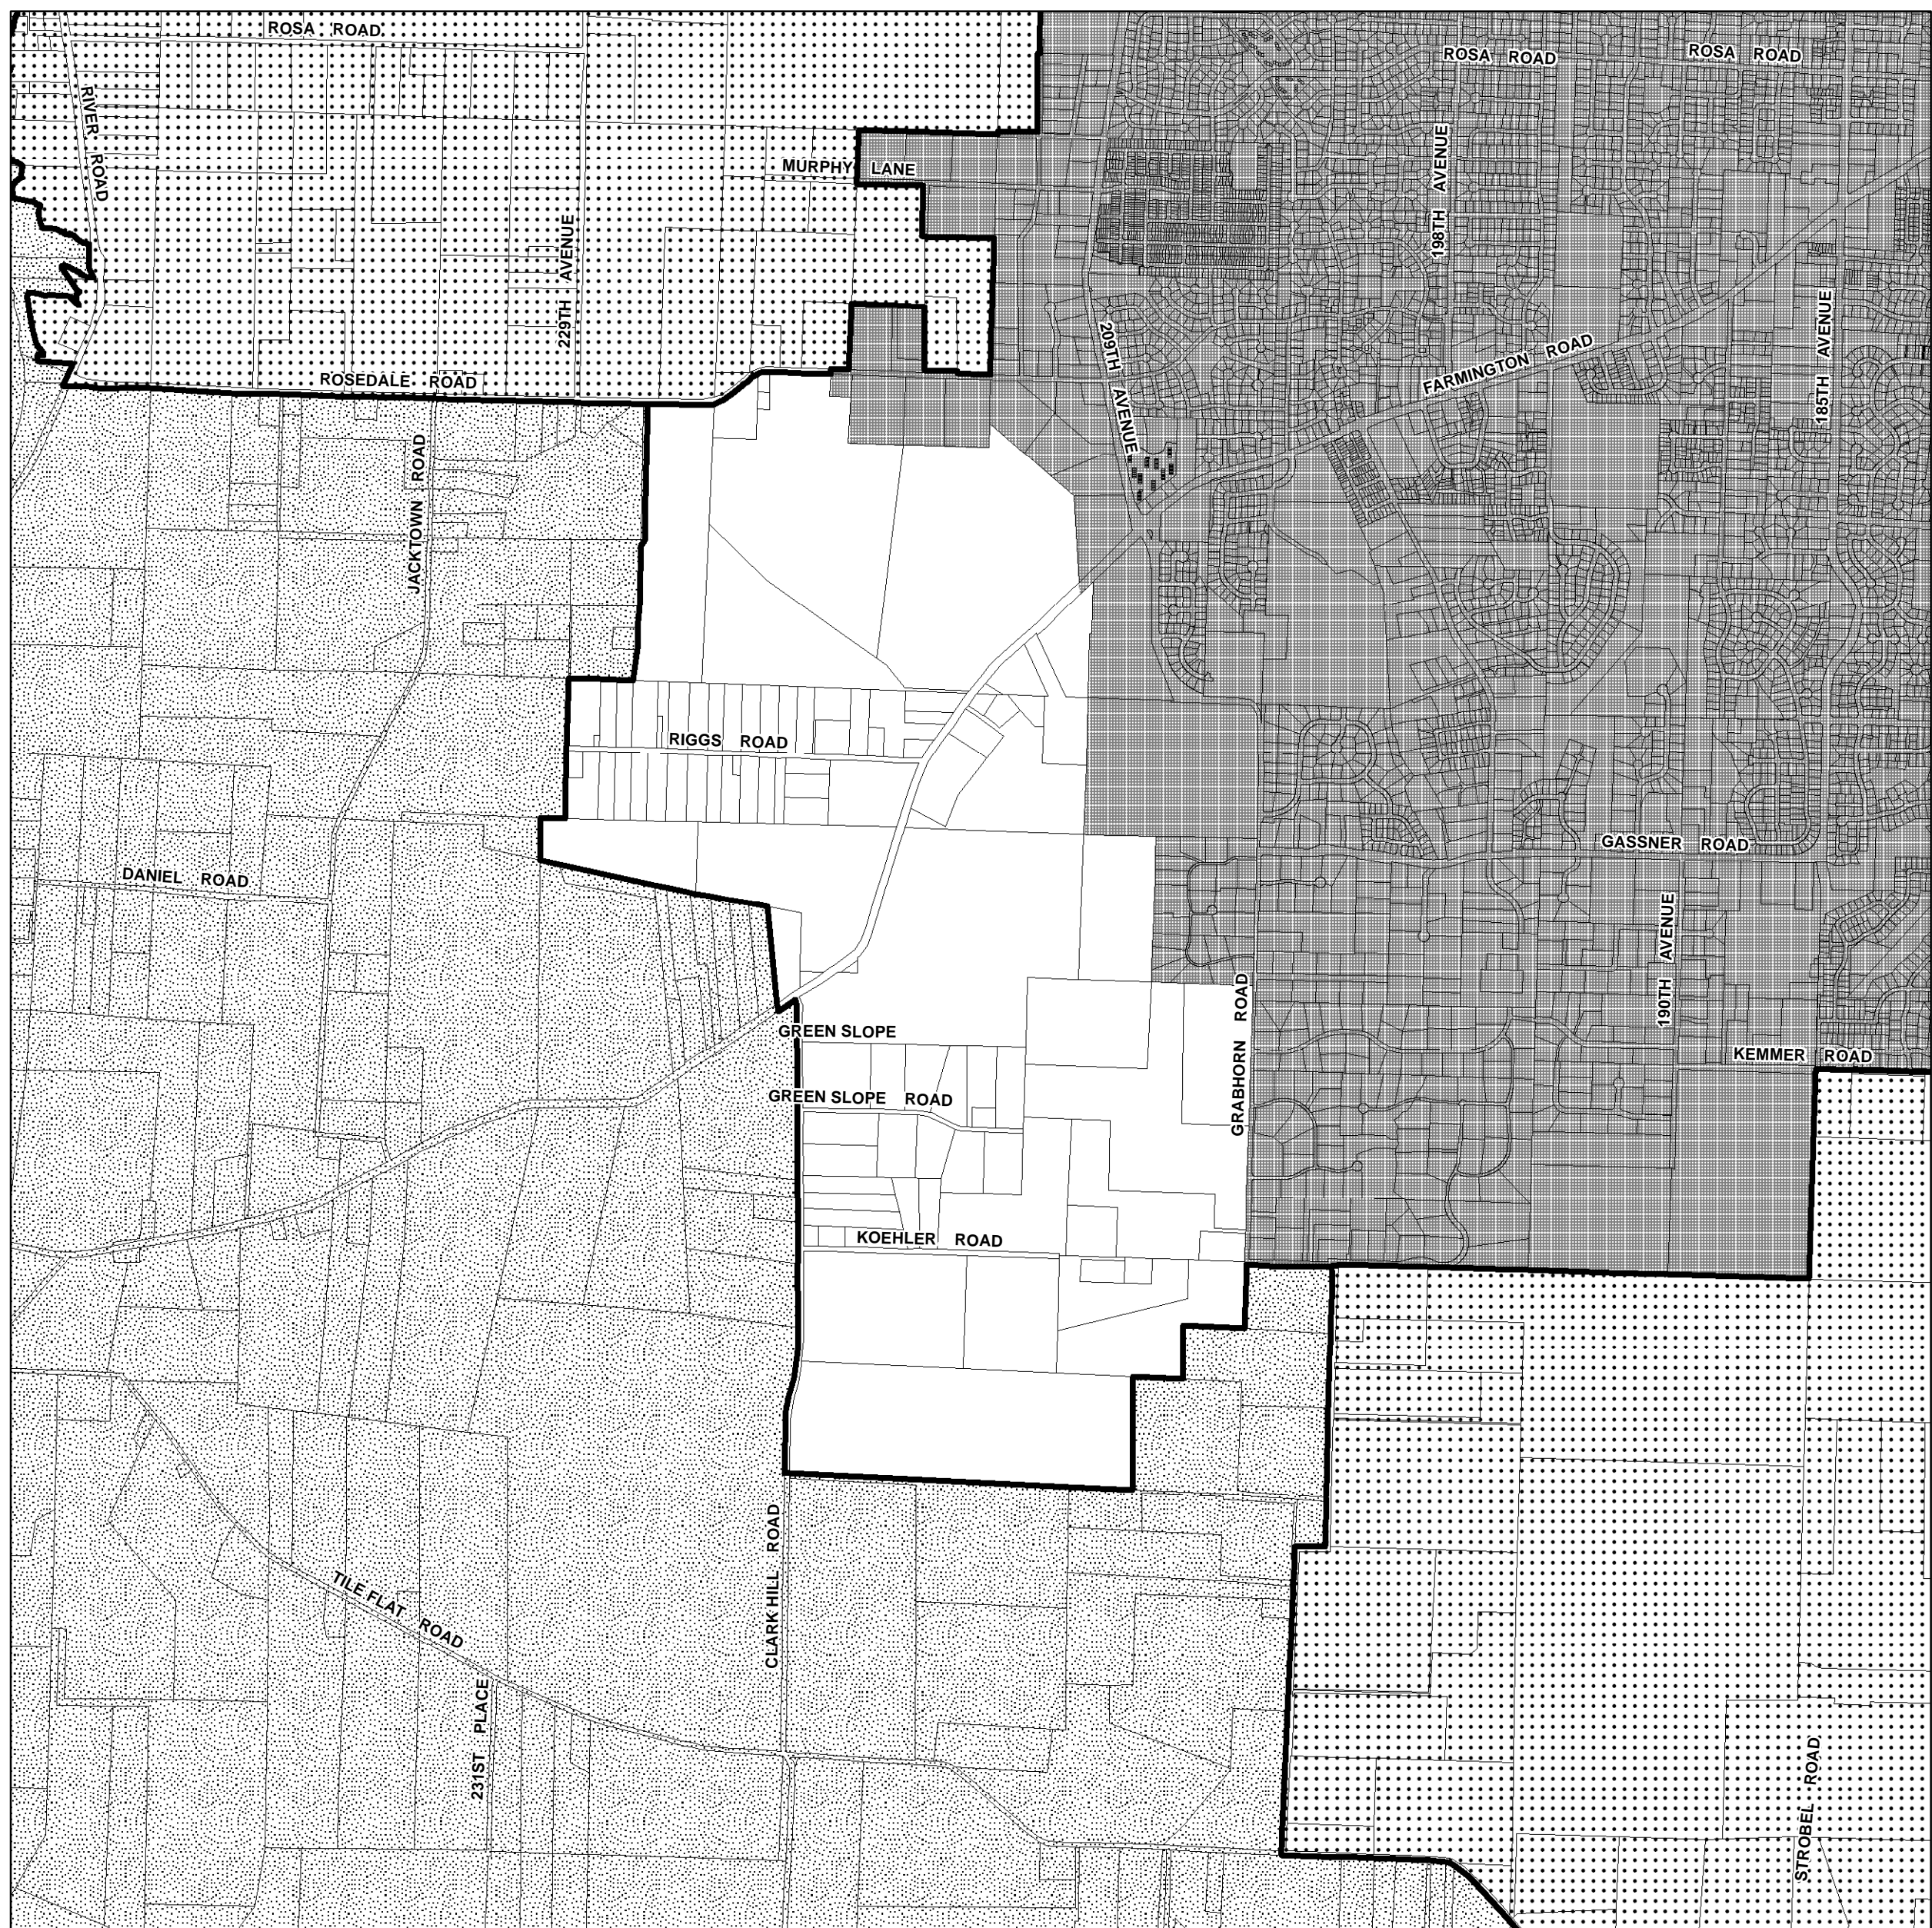 ROSA ROAD
ROSA ROAD
ROSA ROAD
RIVER ROAD
MURPHY LANE
198TH AVENUE
229TH AVENUE
209TH AVENUE
FARMINGTON ROAD
185TH AVENUE
ROSEDALE ROAD
JACKTOWN ROAD
RIGGS ROAD
GASSNER ROAD
DANIEL ROAD
190TH AVENUE
GRABHORN ROAD
GREEN SLOPE
KEMMER ROAD
GREEN SLOPE ROAD
KOEHLER ROAD
CLARK HILL ROAD
TILE FLAT ROAD
231ST PLACE
STROBEL ROAD